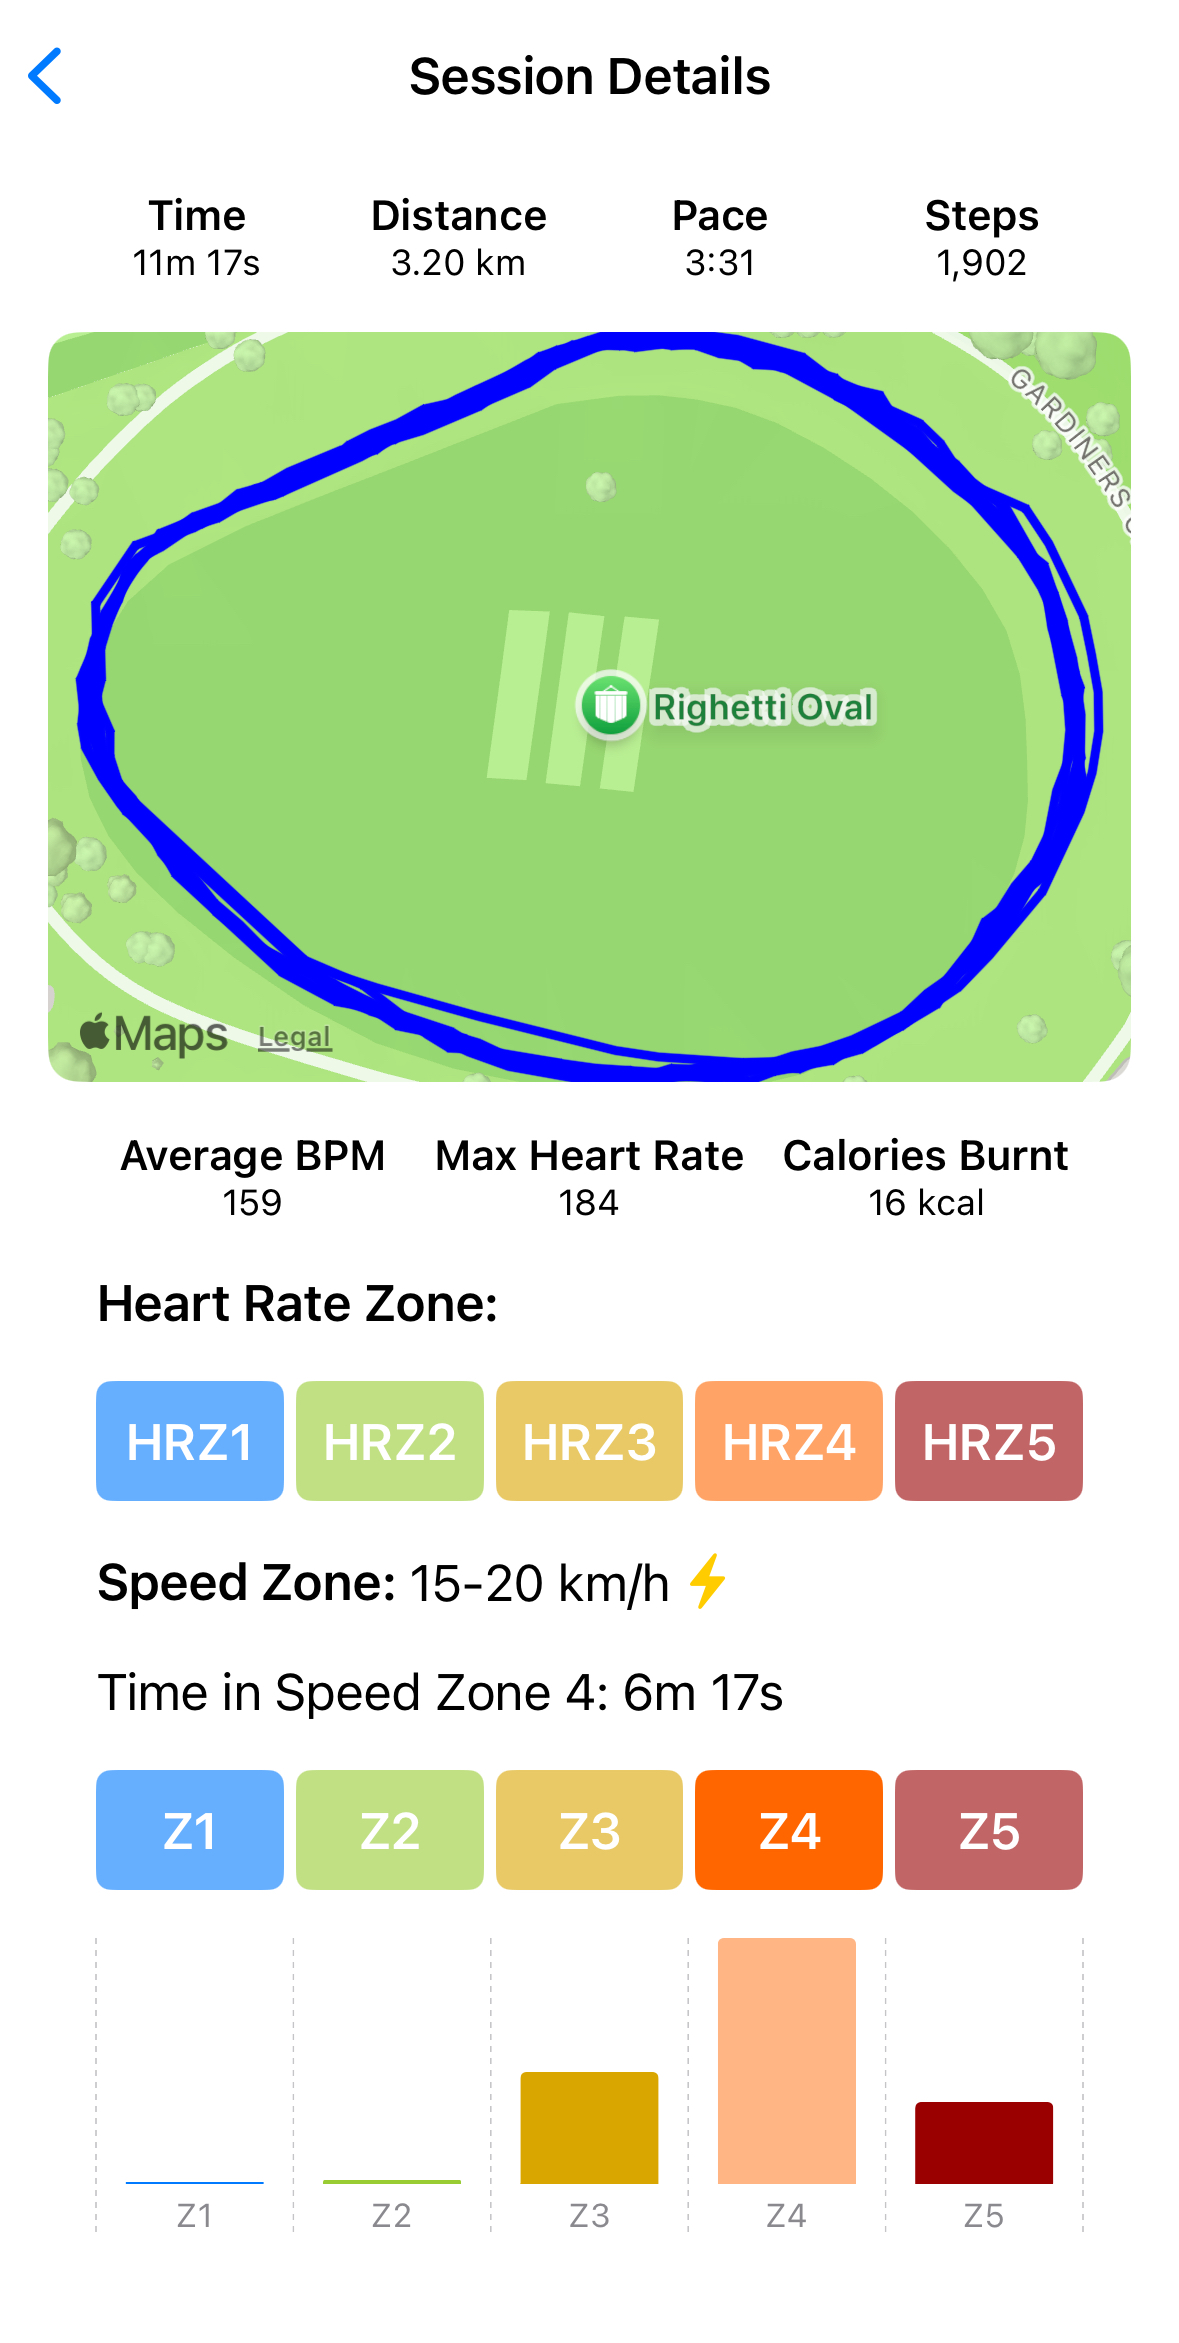 Session Details
Time Distance Pace Steps
11m 17s 3.20 km 3:31 1,902
GARDINERS
Righetti Oval
Maps Legal
Average BPM Max Heart Rate Calories Burnt
159 184 16 kcal
Heart Rate Zone:
HRZ1 HRZ2 HRZ3 HRZ4 HRZ5
Speed Zone: 15-20 km/h ⚡
Time in Speed Zone 4: 6m 17s
Z1 Z2 Z3 Z4 Z5
Z1 Z2 Z3 Z4 Z5